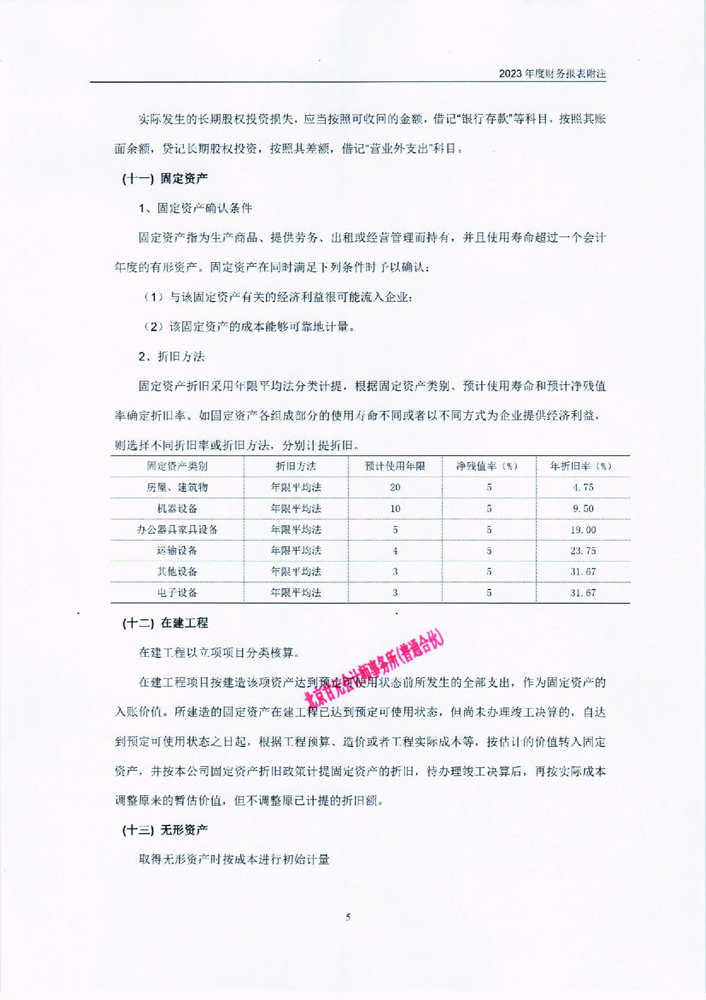 2023 年度财务报表附注
实际发生的长期股权投资损失，应当按照可收回的金额，借记“银行存款”等科目，按照其账
面余额，贷记长期股权投资，按照其差额，借记“营业外支出”科目。
(十一) 固定资产
1、固定资产确认条件
固定资产指为生产商品、提供劳务、出租或经营管理而持有，并且使用寿命超过一个会计
年度的有形资产。固定资产在同时满足下列条件时予以确认：
（1）与该固定资产有关的经济利益很可能流入企业；
（2）该固定资产的成本能够可靠地计量。
2、折旧方法
固定资产折旧采用年限平均法分类计提，根据固定资产类别、预计使用寿命和预计净残值
率确定折旧率。如固定资产各组成部分的使用寿命不同或者以不同方式为企业提供经济利益，
则选择不同折旧率或折旧方法，分别计提折旧。
固定资产类别 折旧方法 预计使用年限 净残值率（%） 年折旧率（%）
房屋、建筑物 年限平均法 20 5 4.75
机器设备 年限平均法 10 5 9.50
办公器具家具设备 年限平均法 5 5 19.00
运输设备 年限平均法 4 5 23.75
其他设备 年限平均法 3 5 31.67
电子设备 年限平均法 3 5 31.67
(十二) 在建工程
在建工程以立项项目分类核算。
北京甘元会计师事务所(普通合伙)
在建工程项目按建造该项资产达到预定可使用状态前所发生的全部支出，作为固定资产的
入账价值。所建造的固定资产在建工程已达到预定可使用状态，但尚未办理竣工决算的，自达
到预定可使用状态之日起，根据工程预算、造价或者工程实际成本等，按估计的价值转入固定
资产，并按本公司固定资产折旧政策计提固定资产的折旧，待办理竣工决算后，再按实际成本
调整原来的暂估价值，但不调整原已计提的折旧额。
(十三) 无形资产
取得无形资产时按成本进行初始计量
5